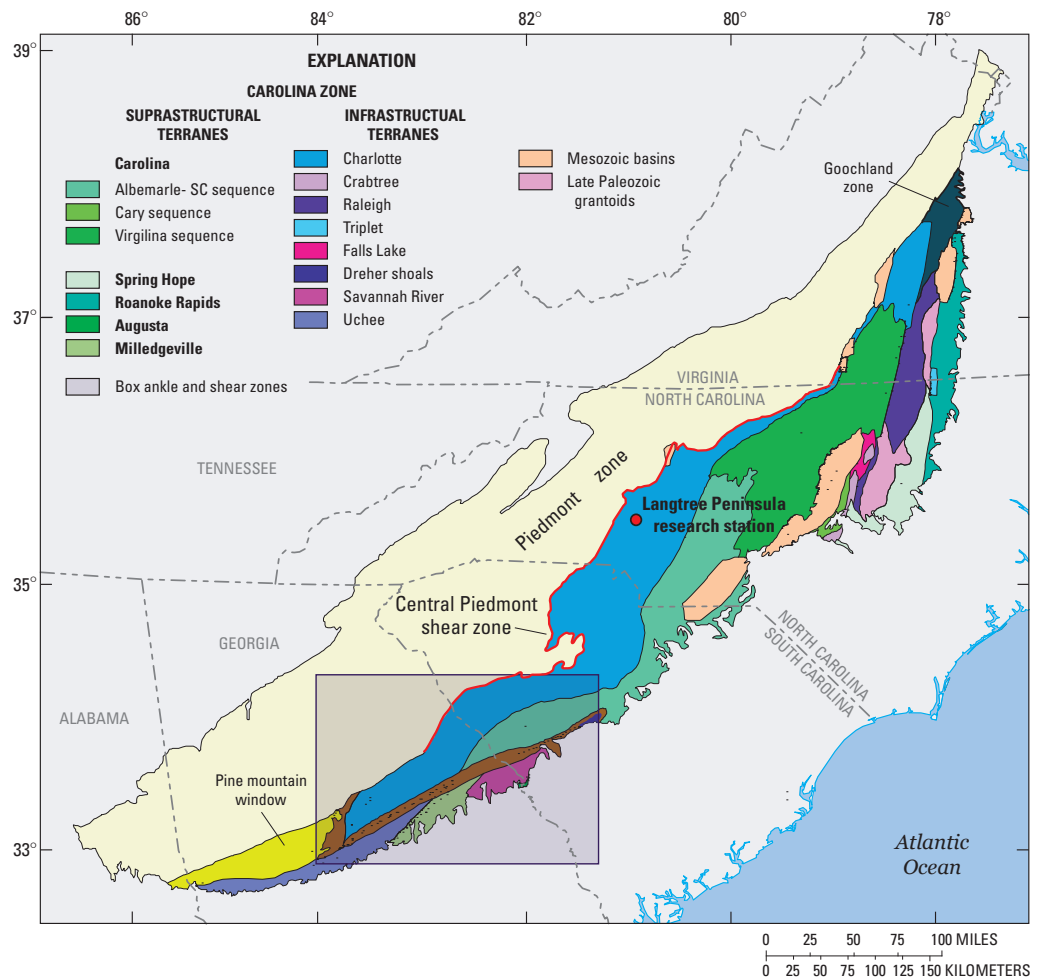 86°
84°
82°
80°
78°
39°
37°
35°
33°
EXPLANATION
CAROLINA ZONE
SUPRASTRUCTURAL
TERRANES
Carolina
Albemarle- SC sequence
Cary sequence
Virgilina sequence
Spring Hope
Roanoke Rapids
Augusta
Milledgeville
Box ankle and shear zones
INFRASTRUCTUAL
TERRANES
Charlotte
Crabtree
Raleigh
Triplet
Falls Lake
Dreher shoals
Savannah River
Uchee
Mesozoic basins
Late Paleozoic
grantoids
Goochland
zone
VIRGINIA
NORTH CAROLINA
TENNESSEE
Piedmont zone
Langtree Peninsula
research station
Central Piedmont
shear zone
GEORGIA
NORTH CAROLINA
SOUTH CAROLINA
ALABAMA
Pine mountain
window
Atlantic
Ocean
0 25 50 75 100 MILES
0 25 50 75 100 125 150 KILOMETERS